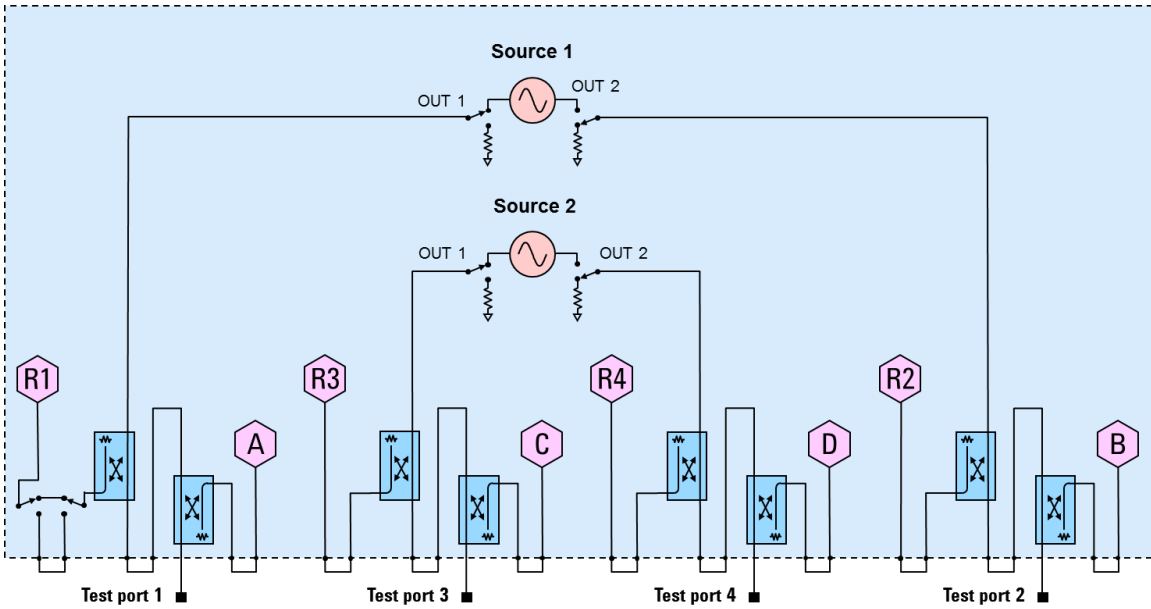 Source 1
OUT 1
OUT 2
Source 2
OUT 1
OUT 2
R1
R3
R4
R2
A
C
D
B
Test port 1
Test port 3
Test port 4
Test port 2